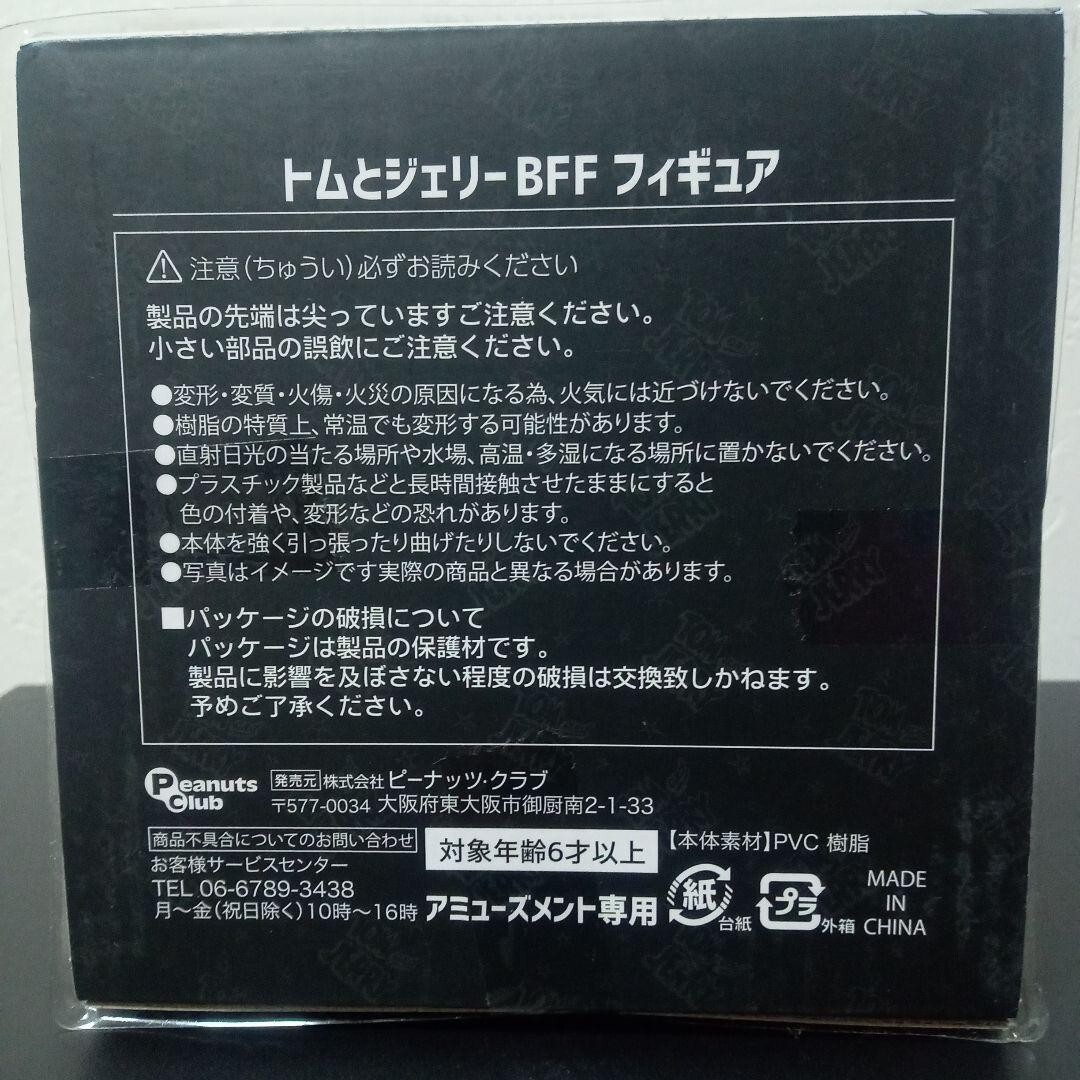 トムとジェリー BFF フィギュア
注意(ちゅうい)必ずお読みください
製品の先端は尖っていますご注意ください。
小さい部品の誤飲にご注意ください。
●変形・変質・火傷・火災の原因になる為、火気には近づけないでください。
●樹脂の特質上、常温でも変形する可能性があります。
●直射日光の当たる場所や水場、高温・多湿になる場所に置かないでください。
●プラスチック製品などと長時間接触させたままにすると
色の付着や、変形などの恐れがあります。
●本体を強く引っ張ったり曲げたりしないでください。
●写真はイメージです実際の商品と異なる場合があります。
■パッケージの破損について
パッケージは製品の保護材です。
製品に影響を及ぼさない程度の破損は交換致しかねます。
予めご了承ください。
Peanuts Club
発売元 株式会社 ピーナッツ・クラブ
〒577-0034 大阪府東大阪市御厨南2-1-33
商品不具合についてのお問い合わせ
お客様サービスセンター
TEL 06-6789-3438
月〜金(祝日除く)10時〜16時
対象年齢6才以上
アミューズメント専用
【本体素材】PVC 樹脂
紙 台紙
プラ 外箱
MADE
IN
CHINA